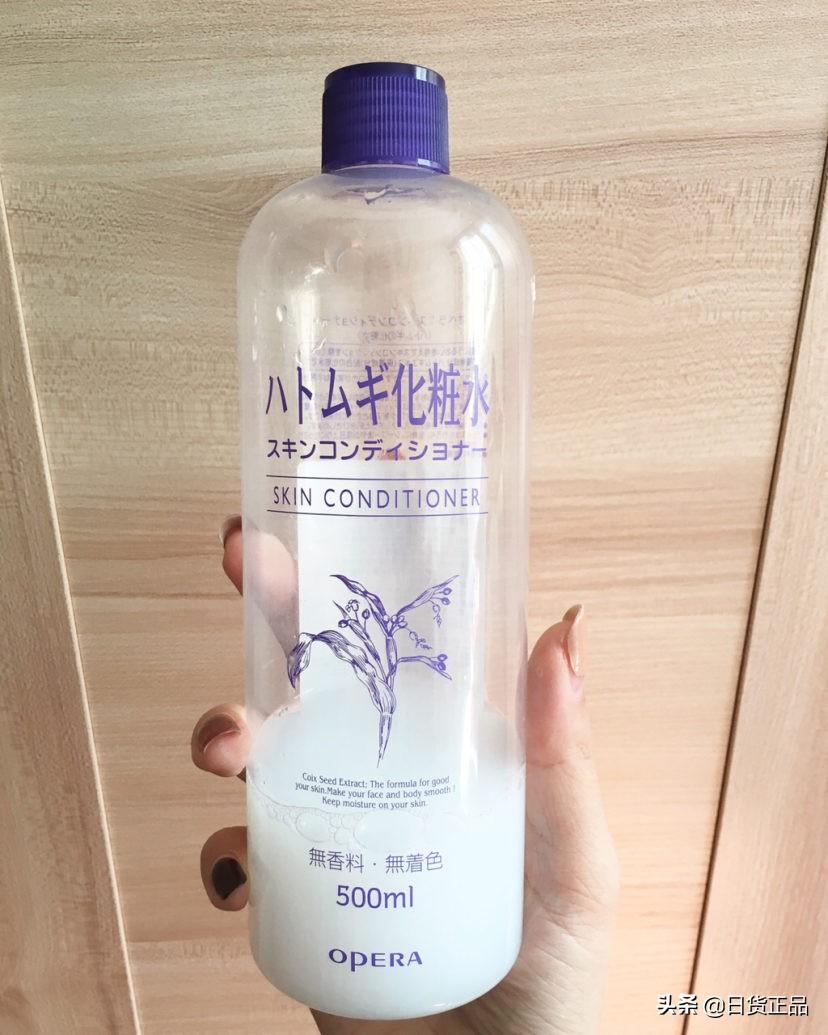 ハトムギ化粧水
スキンコンディショナー
SKIN CONDITIONER
Coix Seed Extract: The formula for good
your skin.Make your face and body smooth !
Keep moisture on your skin.
無香料・無着色
500ml
OPERA
头条 @日货正品